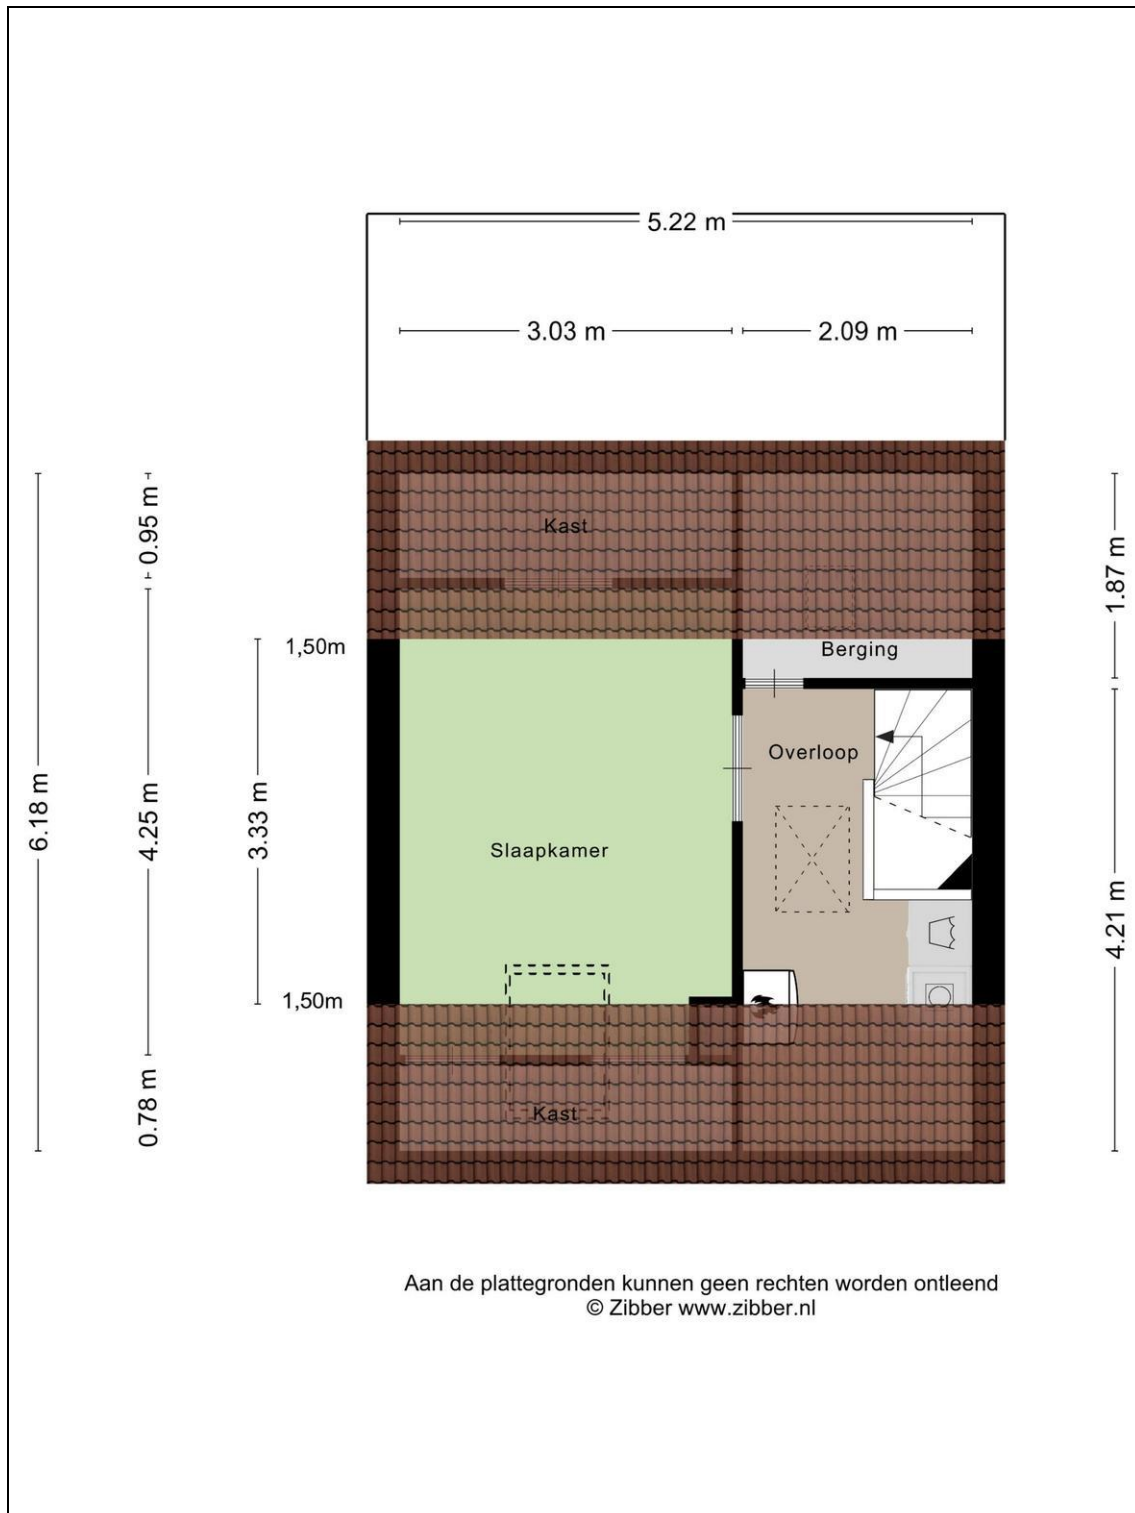 5.22 m
3.03 m
2.09 m
0.95 m
Kast
1.87 m
1,50m
Berging
Overloop
6.18 m
4.25 m
3.33 m
Slaapkamer
4.21 m
1,50m
0.78 m
Kast
Aan de plattegronden kunnen geen rechten worden ontleend
© Zibber www.zibber.nl